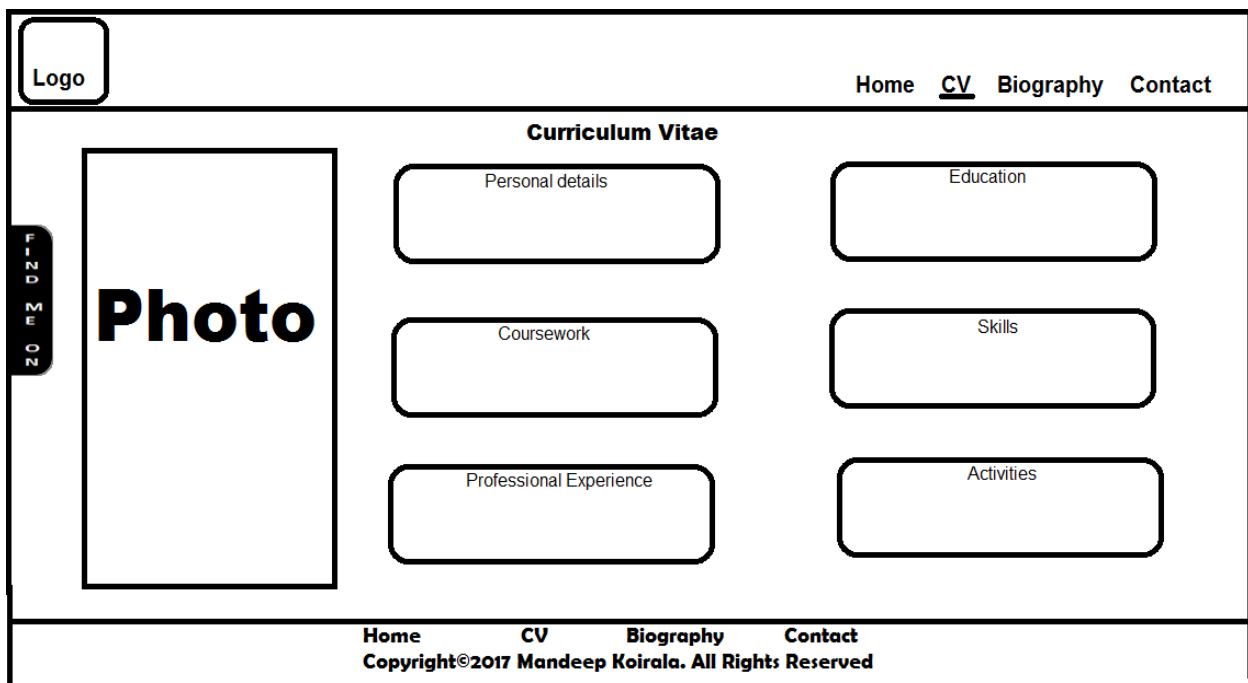 Logo
Home CV Biography Contact
Curriculum Vitae
FIND ME ON
Photo
Personal details
Education
Coursework
Skills
Professional Experience
Activities
Home CV Biography Contact
Copyright©2017 Mandeep Koirala. All Rights Reserved